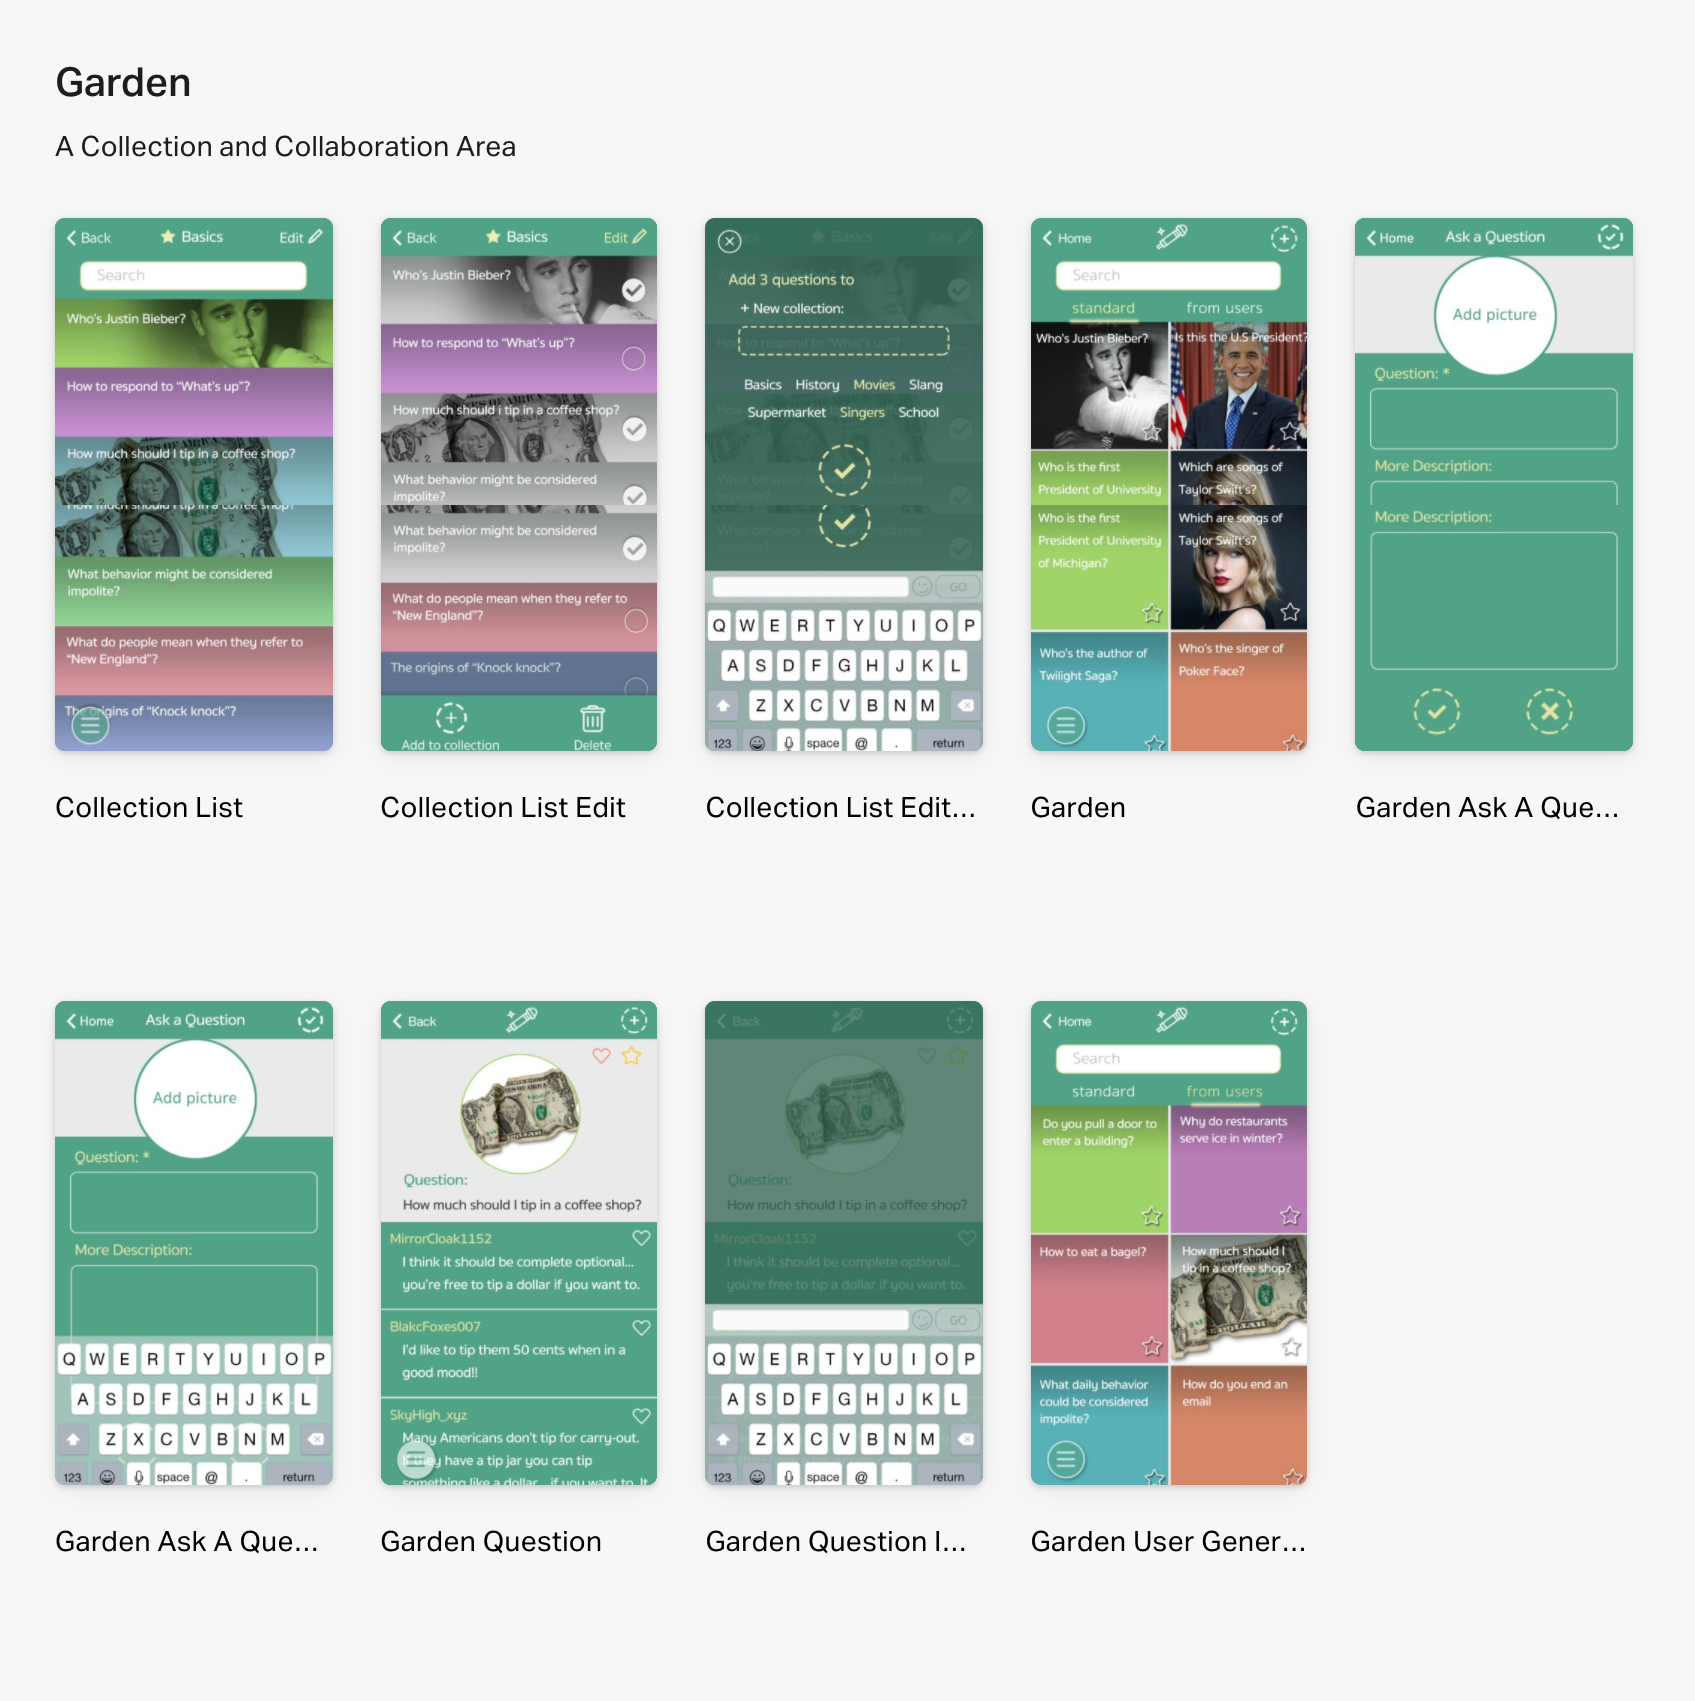 Garden
A Collection and Collaboration Area
Back
Basics
Edit
Search
Who's Justin Bieber?
How to respond to “What's up”?
How much should I tip in a coffee shop?
How much should I tip in a coffee shop?
What behavior might be considered
impolite?
What do people mean when they refer to
“New England”?
The origins of “Knock knock”?
Collection List
Back
Basics
Edit
Who's Justin Bieber?
How to respond to “What's up”?
How much should i tip in a coffee shop?
What behavior might be considered
impolite?
What behavior might be considered
impolite?
What do people mean when they refer to
“New England”?
The origins of “Knock knock”?
Add to collection
Delete
Collection List Edit
Basics
Edit
Add 3 questions to
+ New collection:
Basics History Movies Slang
Supermarket Singers School
GO
Q W E R T Y U I O P
A S D F G H J K L
Z X C V B N M
123 space @ . return
Collection List Edit...
Home
Search
standard
from users
Who's Justin Bieber?
Is this the U.S President?
Who is the first
President of University
Which are songs of
Taylor Swift's?
Who is the first
President of University
of Michigan?
Which are songs of
Taylor Swift's?
Who's the author of
Twilight Saga?
Who's the singer of
Poker Face?
Garden
Home
Ask a Question
Add picture
Question: *
More Description:
More Description:
Garden Ask A Que...
Home
Ask a Question
Add picture
Question: *
More Description:
Q W E R T Y U I O P
A S D F G H J K L
Z X C V B N M
123 space @ . return
Garden Ask A Que...
Back
Question:
How much should I tip in a coffee shop?
MirrorCloak1152
I think it should be complete optional...
you're free to tip a dollar if you want to.
BlakcFoxes007
I'd like to tip them 50 cents when in a
good mood!!
SkyHigh_xyz
Many Americans don't tip for carry-out.
If they have a tip jar you can tip
something like a dollar... if you want to. It
Garden Question
Back
Question:
How much should I tip in a coffee shop?
MirrorCloak1152
I think it should be complete optional...
you're free to tip a dollar if you want to.
GO
Q W E R T Y U I O P
A S D F G H J K L
Z X C V B N M
123 space @ . return
Garden Question I...
Home
Search
standard
from users
Do you pull a door to
enter a building?
Why do restaurants
serve ice in winter?
How to eat a bagel?
How much should I
tip in a coffee shop?
What daily behavior
could be considered
impolite?
How do you end an
email
Garden User Gener...